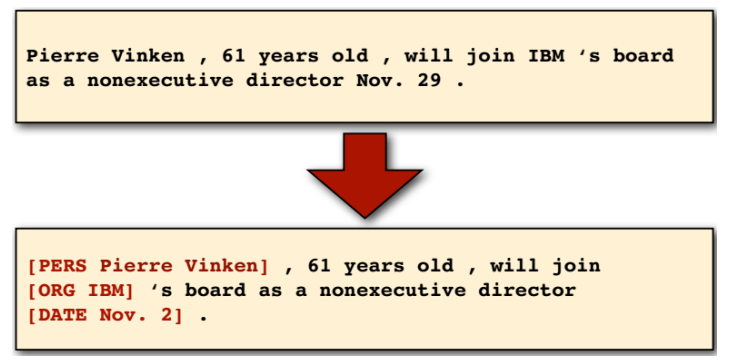 Pierre Vinken , 61 years old , will join IBM ‘s board
as a nonexecutive director Nov. 29 .
[PERS Pierre Vinken] , 61 years old , will join
[ORG IBM] ‘s board as a nonexecutive director
[DATE Nov. 2] .